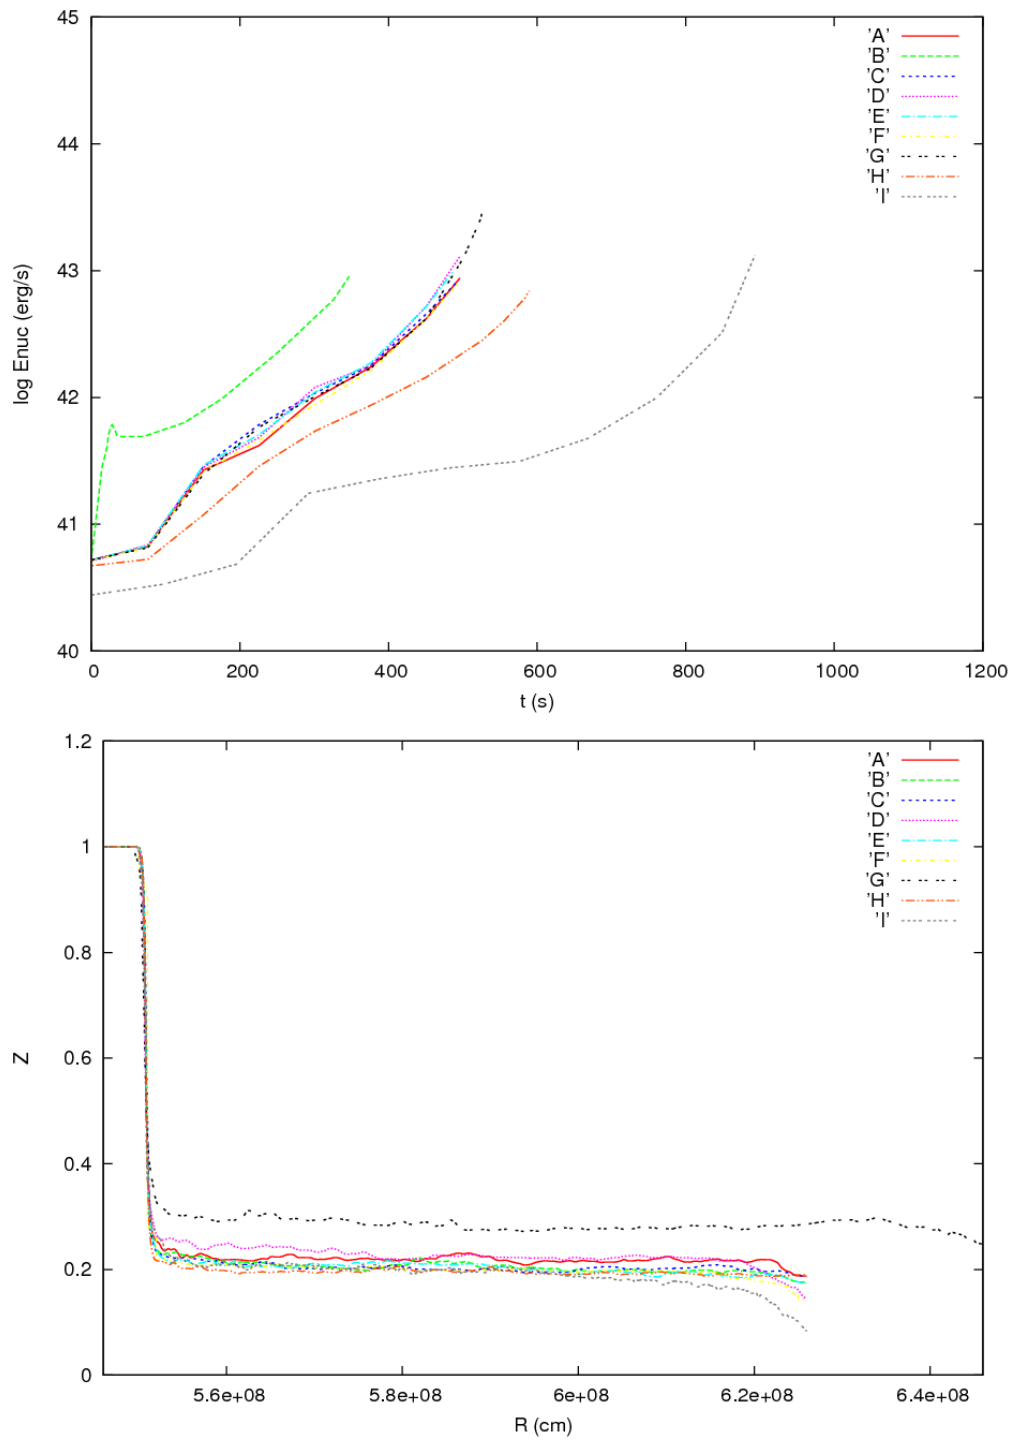 45
44
43
42
41
40
log Enuc (erg/s)
'A'
'B'
'C'
'D'
'E'
'F'
'G'
'H'
'I'
0 200 400 600 800 1000 1200
t (s)
1.2
1
0.8
0.6
0.4
0.2
0
Z
'A'
'B'
'C'
'D'
'E'
'F'
'G'
'H'
'I'
5.6e+08 5.8e+08 6e+08 6.2e+08 6.4e+08
R (cm)